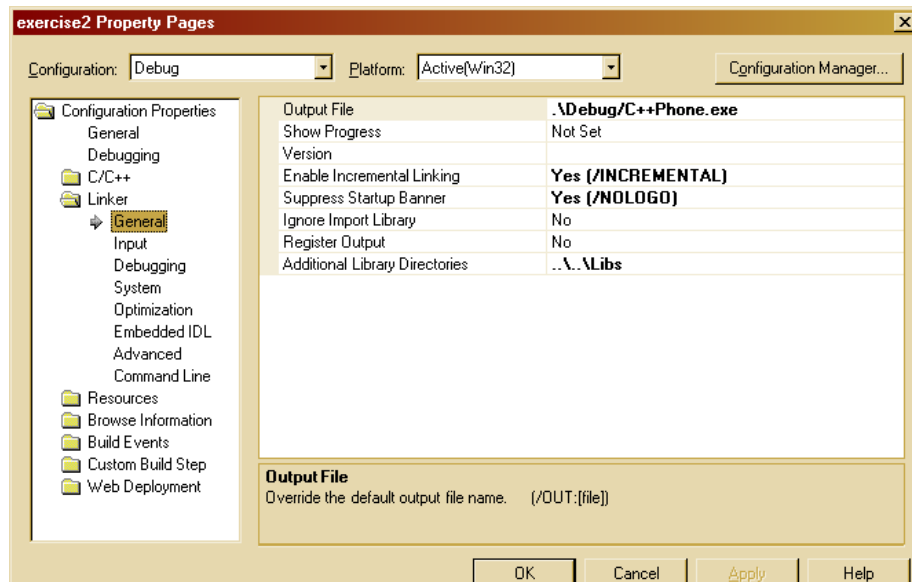 exercise2 Property Pages
Configuration: Debug Platform: Active(Win32) Configuration Manager...
Configuration Properties
General
Debugging
C/C++
Linker
General
Input
Debugging
System
Optimization
Embedded IDL
Advanced
Command Line
Resources
Browse Information
Build Events
Custom Build Step
Web Deployment
Output File .\Debug/C++Phone.exe
Show Progress Not Set
Version
Enable Incremental Linking Yes (/INCREMENTAL)
Suppress Startup Banner Yes (/NOLOGO)
Ignore Import Library No
Register Output No
Additional Library Directories ..\..\Libs
Output File
Override the default output file name. (/OUT:[file])
OK Cancel Apply Help